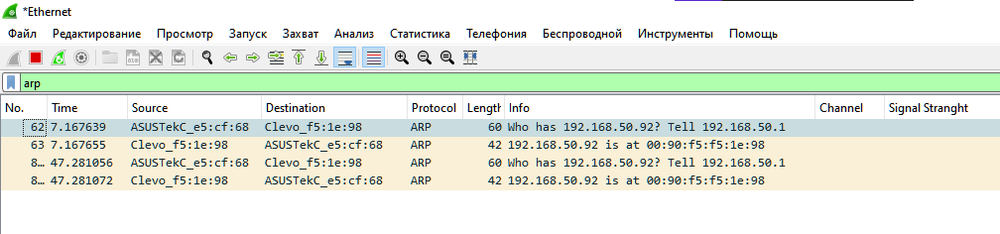 *Ethernet
Файл Редактирование Просмотр Запуск Захват Анализ Статистика Телефония Беспроводной Инструменты Помощь
arp
No. Time Source Destination Protocol Length Info Channel Signal Stranght
62 7.167639 ASUSTekC_e5:cf:68 Clevo_f5:1e:98 ARP 60 Who has 192.168.50.92? Tell 192.168.50.1
63 7.167655 Clevo_f5:1e:98 ASUSTekC_e5:cf:68 ARP 42 192.168.50.92 is at 00:90:f5:f5:1e:98
8… 47.281056 ASUSTekC_e5:cf:68 Clevo_f5:1e:98 ARP 60 Who has 192.168.50.92? Tell 192.168.50.1
8… 47.281072 Clevo_f5:1e:98 ASUSTekC_e5:cf:68 ARP 42 192.168.50.92 is at 00:90:f5:f5:1e:98